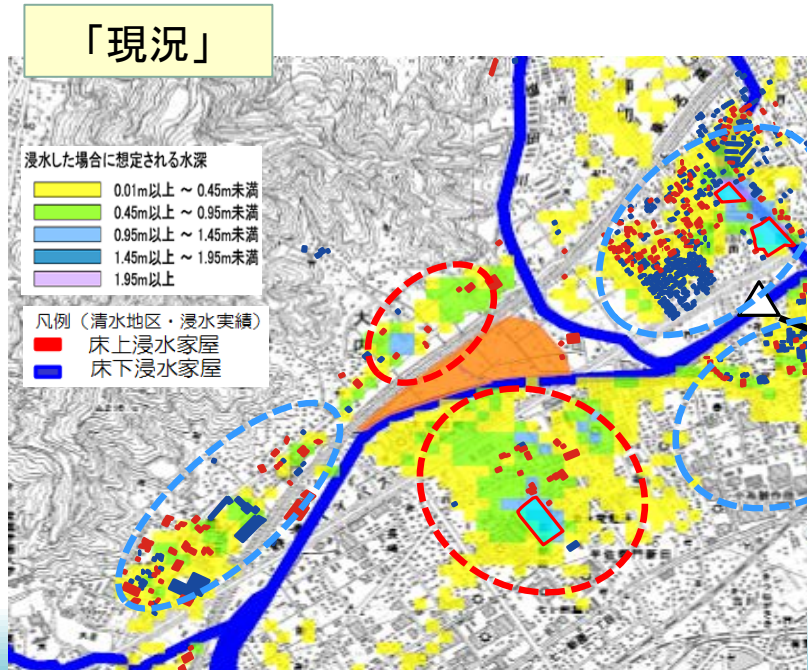 「現況」
浸水した場合に想定される水深
0.01m以上 ~ 0.45m未満
0.45m以上 ~ 0.95m未満
0.95m以上 ~ 1.45m未満
1.45m以上 ~ 1.95m未満
1.95m以上
凡例（清水地区・浸水実績）
床上浸水家屋
床下浸水家屋